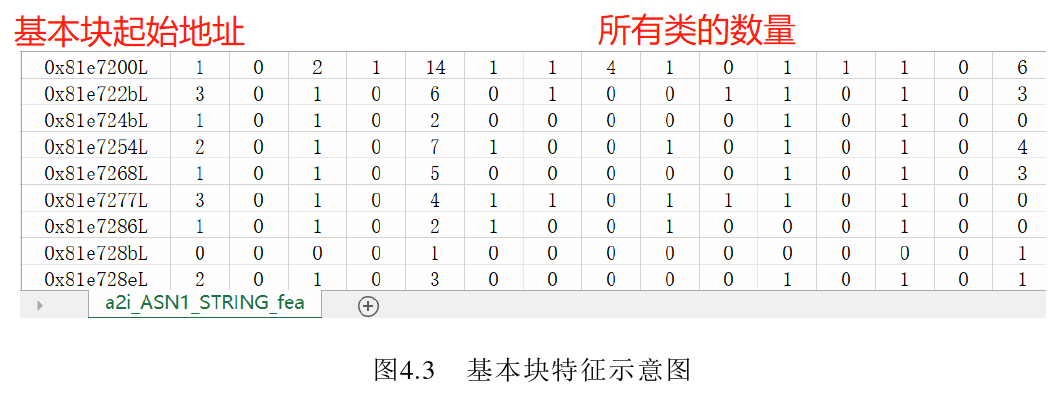 基本块起始地址 所有类的数量
0x81e7200L 1 0 2 1 14 1 1 4 1 0 1 1 1 0 6
0x81e722bL 3 0 1 0 6 0 1 0 0 1 1 0 1 0 3
0x81e724bL 1 0 1 0 2 0 0 0 0 0 1 0 1 0 0
0x81e7254L 2 0 1 0 7 1 0 0 1 0 1 0 1 0 4
0x81e7268L 1 0 1 0 5 0 0 0 0 0 1 0 1 0 3
0x81e7277L 3 0 1 0 4 1 1 0 1 1 1 0 1 0 0
0x81e7286L 1 0 1 0 2 1 0 0 1 0 0 0 1 0 0
0x81e728bL 0 0 0 0 1 0 0 0 0 0 0 0 0 0 1
0x81e728eL 2 0 1 0 3 0 0 0 0 0 1 0 1 0 1
a2i_ASN1_STRING_fea
图4.3 基本块特征示意图